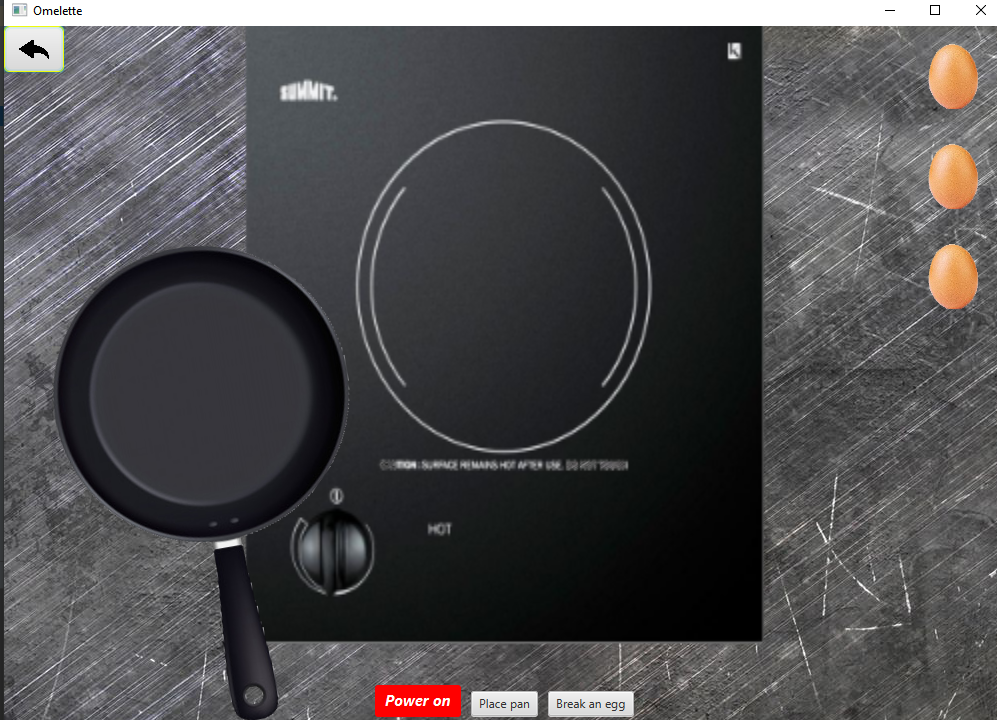 Omelette
SUMMIT.
CAUTION: SURFACE REMAINS HOT AFTER USE, DO NOT TOUCH
HOT
Power on
Place pan
Break an egg